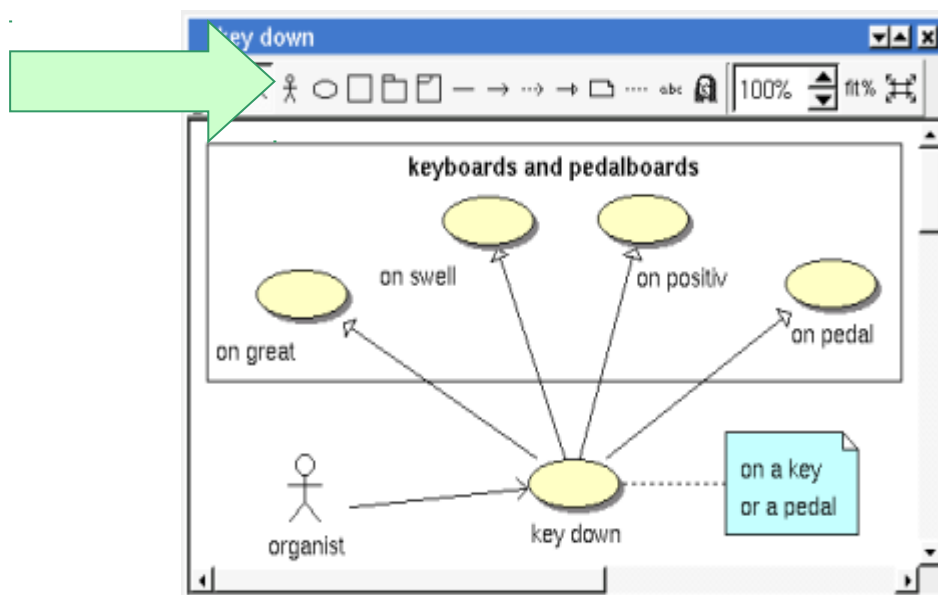 key down
abc
100%
fit%
keyboards and pedalboards
on swell
on positiv
on great
on pedal
organist
key down
on a key
or a pedal